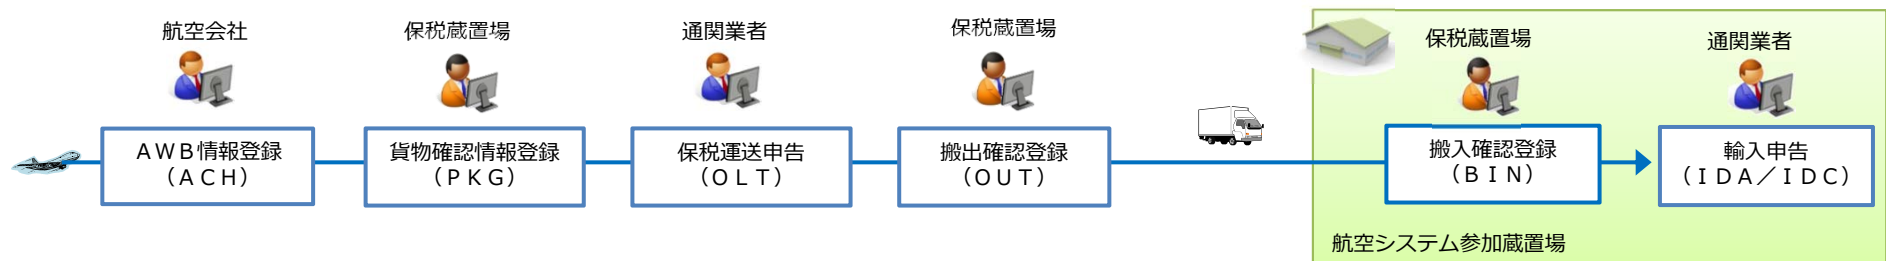 航空会社
保税蔵置場
通関業者
保税蔵置場
保税蔵置場
通関業者
ＡＷＢ情報登録
（ＡＣＨ）
貨物確認情報登録
（ＰＫＧ）
保税運送申告
（ＯＬＴ）
搬出確認登録
（ＯＵＴ）
搬入確認登録
（ＢＩＮ）
輸入申告
（ＩＤＡ／ＩＤＣ）
航空システム参加蔵置場